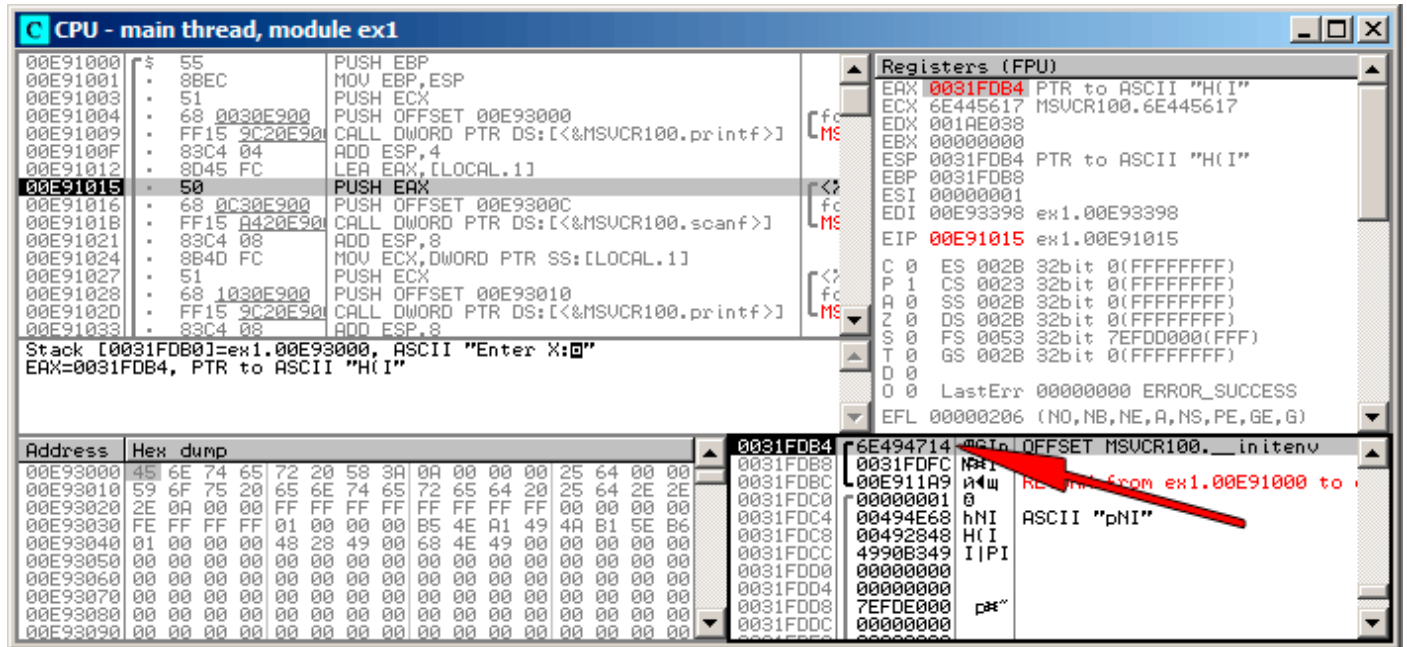 CPU - main thread, module ex1
00E91000 $ 55 PUSH EBP
00E91001 . 8BEC MOV EBP,ESP
00E91003 . 51 PUSH ECX
00E91004 . 68 0030E900 PUSH OFFSET 00E93000
00E91009 . FF15 9C20E900 CALL DWORD PTR DS:[<&MSVCR100.printf>]
00E9100F . 83C4 04 ADD ESP,4
00E91012 . 8D45 FC LEA EAX,[LOCAL.1]
00E91015 . 50 PUSH EAX
00E91016 . 68 0C30E900 PUSH OFFSET 00E9300C
00E9101B . FF15 A420E900 CALL DWORD PTR DS:[<&MSVCR100.scanf>]
00E91021 . 83C4 08 ADD ESP,8
00E91024 . 8B4D FC MOV ECX,DWORD PTR SS:[LOCAL.1]
00E91027 . 51 PUSH ECX
00E91028 . 68 1030E900 PUSH OFFSET 00E93010
00E9102D . FF15 9C20E900 CALL DWORD PTR DS:[<&MSVCR100.printf>]
00E91033 . 83C4 08 ADD ESP,8
Stack [0031FDB0]=ex1.00E93000, ASCII "Enter X:"
EAX=0031FDB4, PTR to ASCII "H(I"
Registers (FPU)
EAX 0031FDB4 PTR to ASCII "H(I"
ECX 6E445617 MSVCR100.6E445617
EDX 001AE038
EBX 00000000
ESP 0031FDB4 PTR to ASCII "H(I"
EBP 0031FDB8
ESI 00000001
EDI 00E93398 ex1.00E93398
EIP 00E91015 ex1.00E91015
C 0 ES 002B 32bit 0(FFFFFFFF)
P 1 CS 0023 32bit 0(FFFFFFFF)
A 0 SS 002B 32bit 0(FFFFFFFF)
Z 0 DS 002B 32bit 0(FFFFFFFF)
S 0 FS 0053 32bit 7EFDD000(FFF)
T 0 GS 002B 32bit 0(FFFFFFFF)
D 0
O 0 LastErr 00000000 ERROR_SUCCESS
EFL 00000206 (NO,NB,NE,A,NS,PE,GE,G)
Address Hex dump
00E93000 45 6E 74 65 72 20 58 3A 0A 00 00 00 25 64 00 00
00E93010 59 6F 75 20 65 6E 74 65 72 65 64 20 25 64 2E 2E
00E93020 2E 0A 00 00 FF FF FF FF FF FF FF FF 00 00 00 00
00E93030 FE FF FF FF 01 00 00 00 B5 4E A1 49 4A B1 5E B6
00E93040 01 00 00 00 48 28 49 00 68 4E 49 00 00 00 00 00
00E93050 00 00 00 00 00 00 00 00 00 00 00 00 00 00 00 00
00E93060 00 00 00 00 00 00 00 00 00 00 00 00 00 00 00 00
00E93070 00 00 00 00 00 00 00 00 00 00 00 00 00 00 00 00
00E93080 00 00 00 00 00 00 00 00 00 00 00 00 00 00 00 00
00E93090 00 00 00 00 00 00 00 00 00 00 00 00 00 00 00 00
0031FDB4 6E494714 OFFSET MSVCR100.__initenv
0031FDB8 0031FDFC
0031FDBC 00E911A9 from ex1.00E91000 to
0031FDC0 00000001
0031FDC4 00494E68 hNI ASCII "pNI"
0031FDC8 00492848 H(I
0031FDCC 4990B349
0031FDD0 00000000
0031FDD4 00000000
0031FDD8 7EFDE000
0031FDDC 00000000